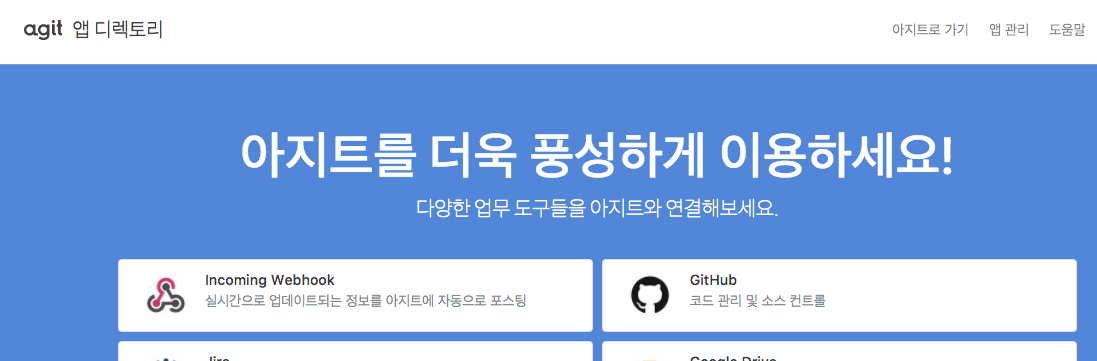 agit 앱 디렉토리
아지트로 가기 앱 관리 도움말
아지트를 더욱 풍성하게 이용하세요!
다양한 업무 도구들을 아지트와 연결해보세요.
Incoming Webhook
실시간으로 업데이트되는 정보를 아지트에 자동으로 포스팅
GitHub
코드 관리 및 소스 컨트롤
Jira
Google Drive